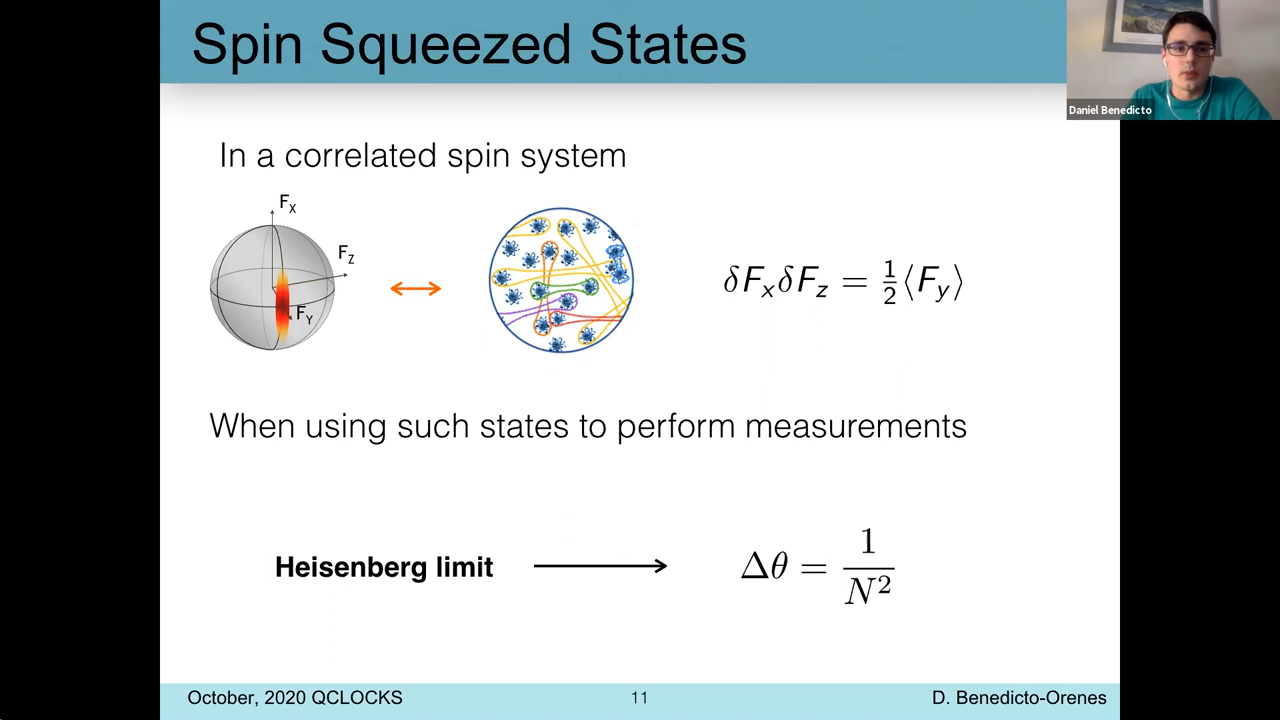 Spin Squeezed States
Daniel Benedicto
In a correlated spin system
F_X
F_Z
F_Y
δF_xδF_z = 1/2⟨F_y⟩
When using such states to perform measurements
Heisenberg limit
Δθ = 1/N²
October, 2020 QCLOCKS
11
D. Benedicto-Orenes